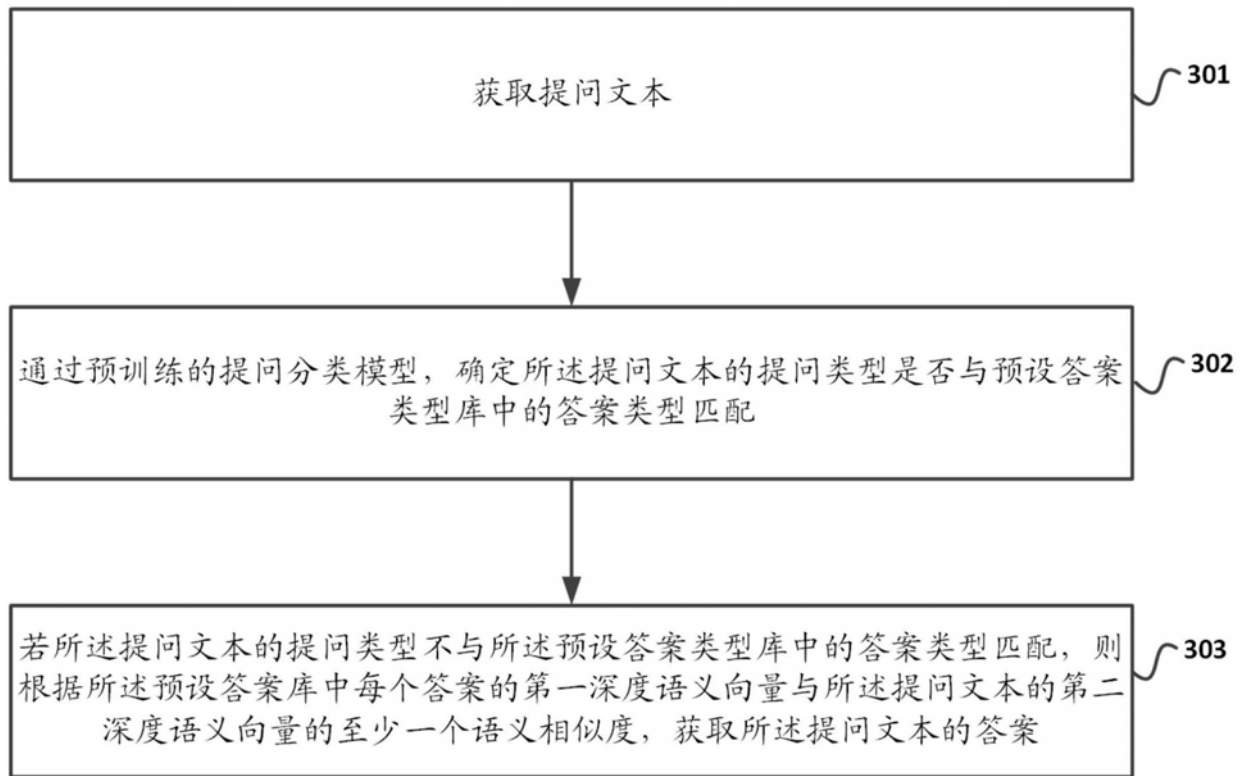 获取提问文本
301
通过预训练的提问分类模型，确定所述提问文本的提问类型是否与预设答案
类型库中的答案类型匹配
302
若所述提问文本的提问类型不与所述预设答案类型库中的答案类型匹配，则
根据所述预设答案库中每个答案的第一深度语义向量与所述提问文本的第二
深度语义向量的至少一个语义相似度，获取所述提问文本的答案
303